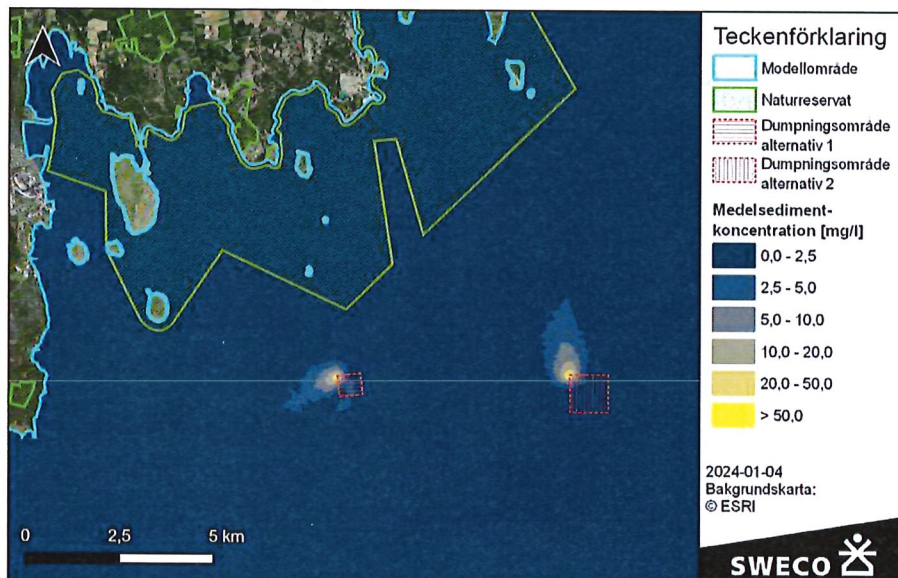 Teckenförklaring
Modellområde
Naturreservat
Dumpningsområde
alternativ 1
Dumpningsområde
alternativ 2
Medelsediment-
koncentration [mg/l]
0,0 - 2,5
2,5 - 5,0
5,0 - 10,0
10,0 - 20,0
20,0 - 50,0
> 50,0
2024-01-04
Bakgrundskarta:
© ESRI
SWECO
0 2,5 5 km